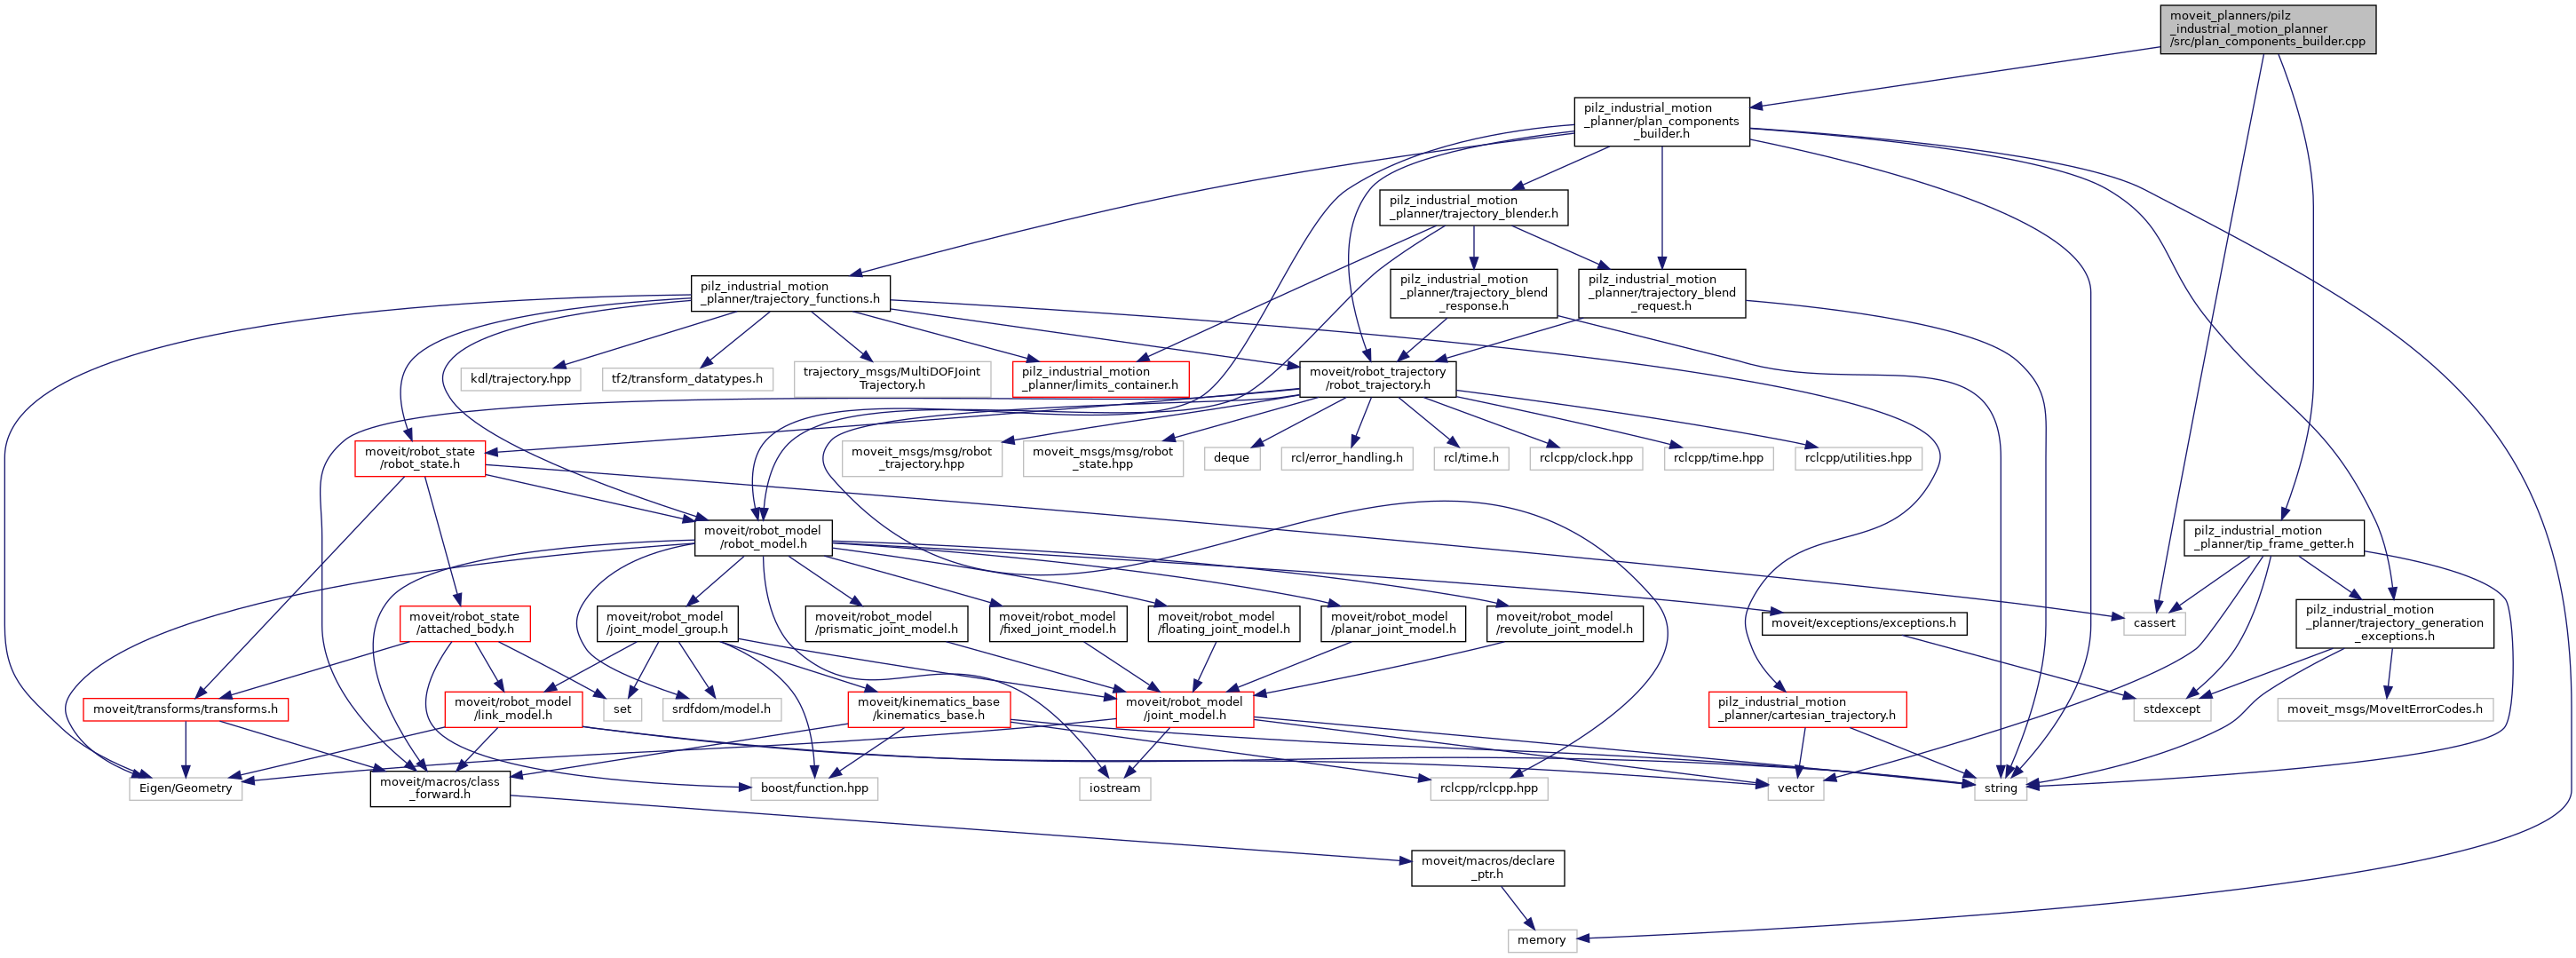 moveit_planners/pilz
_industrial_motion_planner
/src/plan_components_builder.cpp
pilz_industrial_motion
_planner/plan_components
_builder.h
pilz_industrial_motion
_planner/trajectory_blender.h
pilz_industrial_motion
_planner/trajectory_functions.h
pilz_industrial_motion
_planner/trajectory_blend
_response.h
pilz_industrial_motion
_planner/trajectory_blend
_request.h
kdl/trajectory.hpp
tf2/transform_datatypes.h
trajectory_msgs/MultiDOFJoint
Trajectory.h
pilz_industrial_motion
_planner/limits_container.h
moveit/robot_trajectory
/robot_trajectory.h
moveit/robot_state
/robot_state.h
moveit_msgs/msg/robot
_trajectory.hpp
moveit_msgs/msg/robot
_state.hpp
deque
rcl/error_handling.h
rcl/time.h
rclcpp/clock.hpp
rclcpp/time.hpp
rclcpp/utilities.hpp
moveit/robot_model
/robot_model.h
pilz_industrial_motion
_planner/tip_frame_getter.h
moveit/robot_state
/attached_body.h
moveit/robot_model
/joint_model_group.h
moveit/robot_model
/prismatic_joint_model.h
moveit/robot_model
/fixed_joint_model.h
moveit/robot_model
/floating_joint_model.h
moveit/robot_model
/planar_joint_model.h
moveit/robot_model
/revolute_joint_model.h
moveit/exceptions/exceptions.h
cassert
pilz_industrial_motion
_planner/trajectory_generation
_exceptions.h
moveit/transforms/transforms.h
moveit/robot_model
/link_model.h
set
srdfdom/model.h
moveit/kinematics_base
/kinematics_base.h
moveit/robot_model
/joint_model.h
pilz_industrial_motion
_planner/cartesian_trajectory.h
stdexcept
moveit_msgs/MoveItErrorCodes.h
Eigen/Geometry
moveit/macros/class
_forward.h
boost/function.hpp
iostream
rclcpp/rclcpp.hpp
vector
string
moveit/macros/declare
_ptr.h
memory